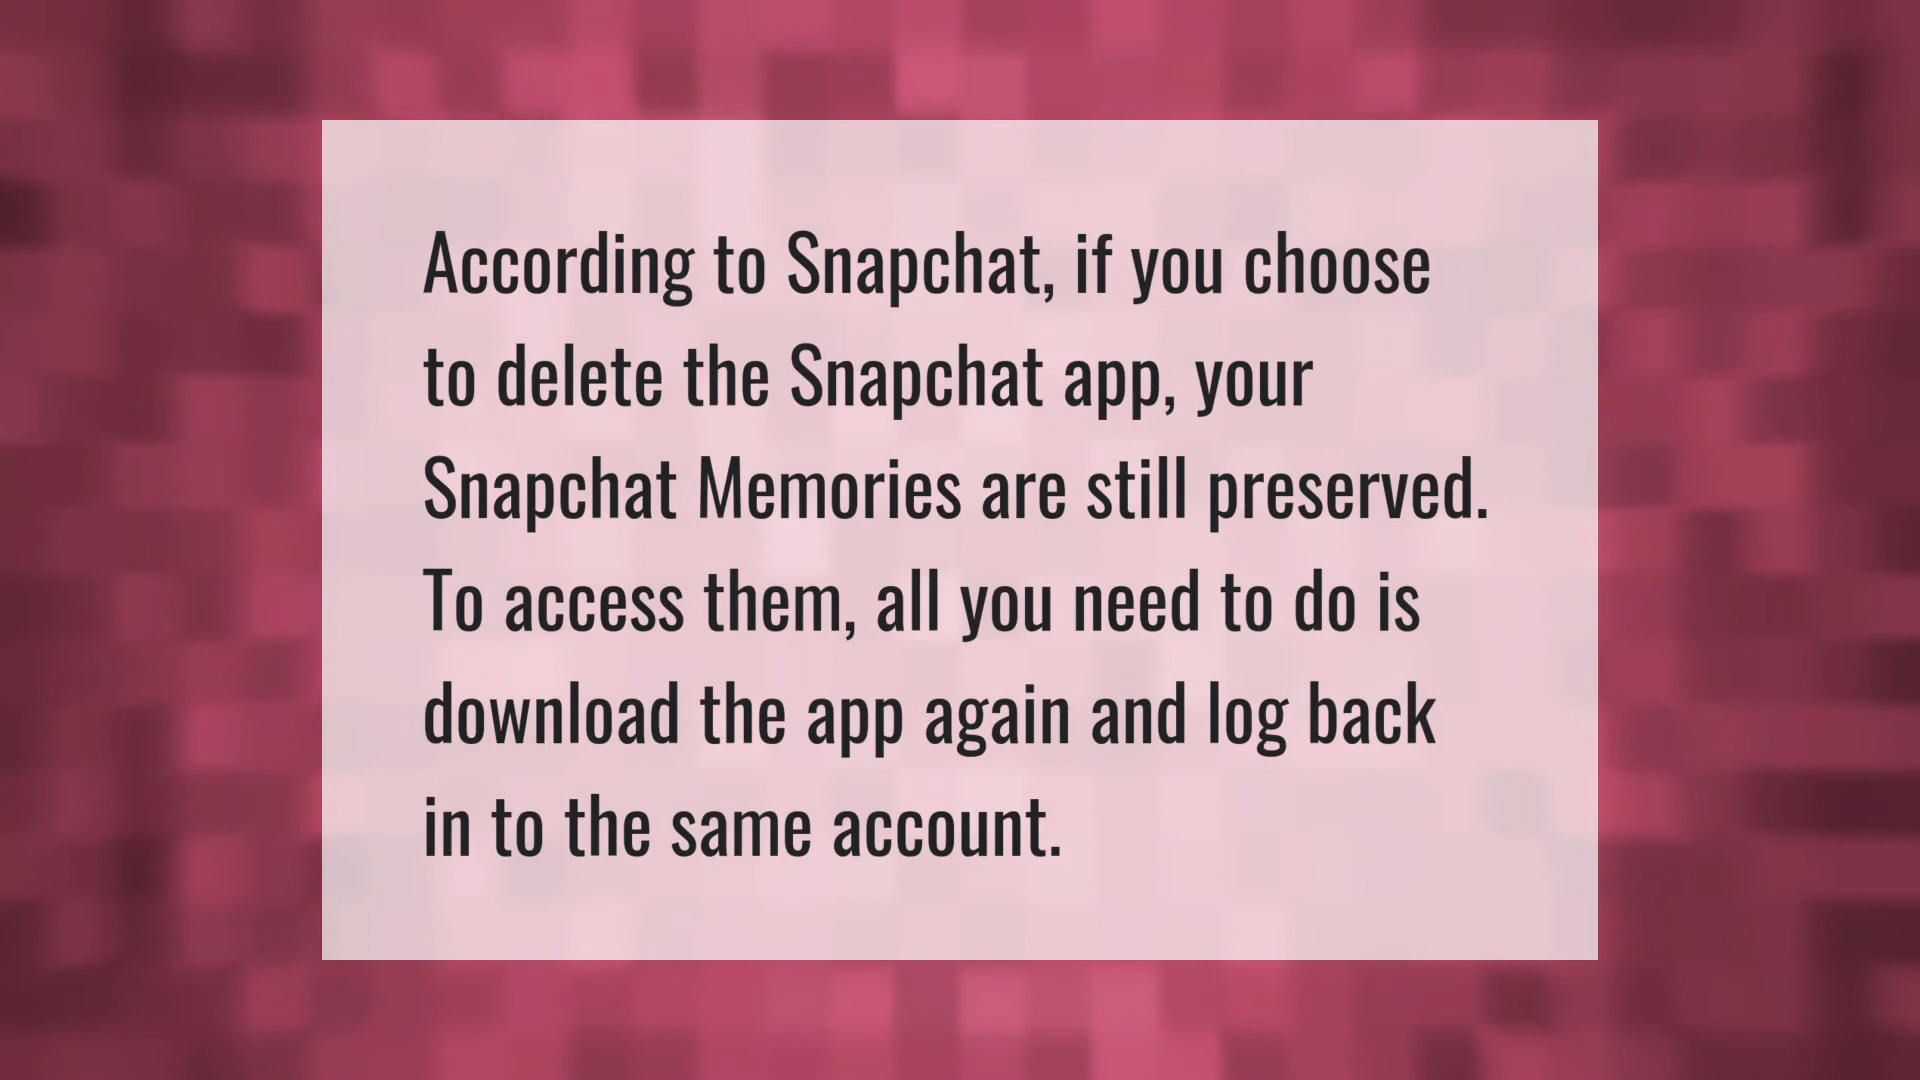 According to Snapchat, if you choose
to delete the Snapchat app, your
Snapchat Memories are still preserved.
To access them, all you need to do is
download the app again and log back
in to the same account.